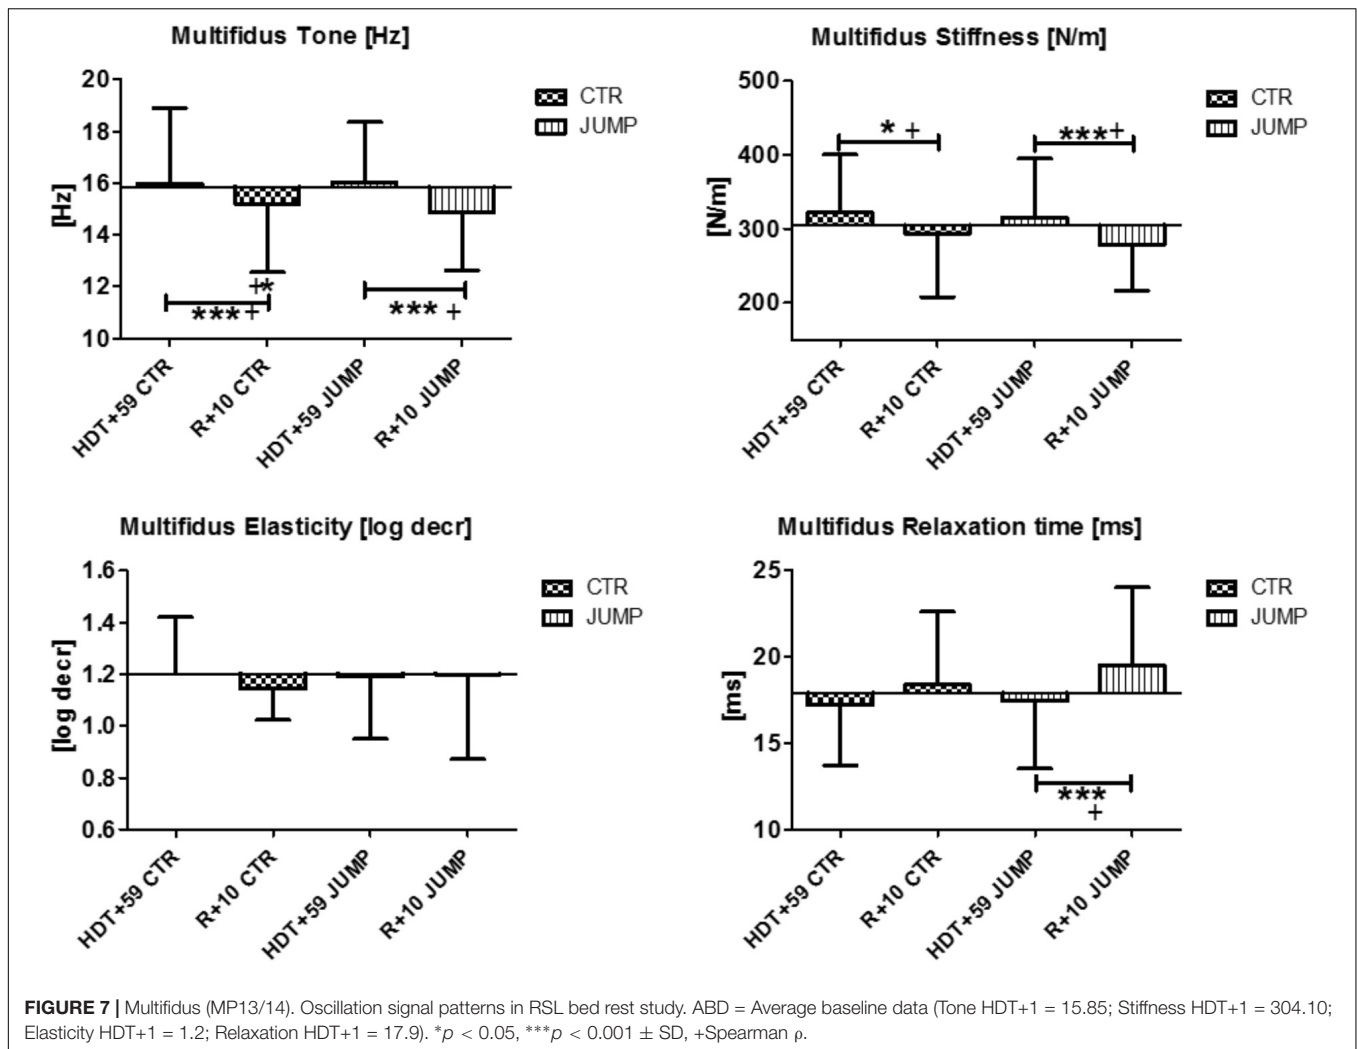 Multifidus Tone [Hz]
20
18
16
14
12
10
[Hz]
CTR
JUMP
+*
***+
*** +
HDT+59 CTR
R+10 CTR
HDT+59 JUMP
R+10 JUMP
Multifidus Stiffness [N/m]
500
400
300
200
[N/m]
CTR
JUMP
* +
***+
HDT+59 CTR
R+10 CTR
HDT+59 JUMP
R+10 JUMP
Multifidus Elasticity [log decr]
1.6
1.4
1.2
1.0
0.8
0.6
[log decr]
CTR
JUMP
HDT+59 CTR
R+10 CTR
HDT+59 JUMP
R+10 JUMP
Multifidus Relaxation time [ms]
25
20
15
10
[ms]
CTR
JUMP
***
+
HDT+59 CTR
R+10 CTR
HDT+59 JUMP
R+10 JUMP
FIGURE 7 | Multifidus (MP13/14). Oscillation signal patterns in RSL bed rest study. ABD = Average baseline data (Tone HDT+1 = 15.85; Stiffness HDT+1 = 304.10;
Elasticity HDT+1 = 1.2; Relaxation HDT+1 = 17.9). *p < 0.05, ***p < 0.001 ± SD, +Spearman ρ.